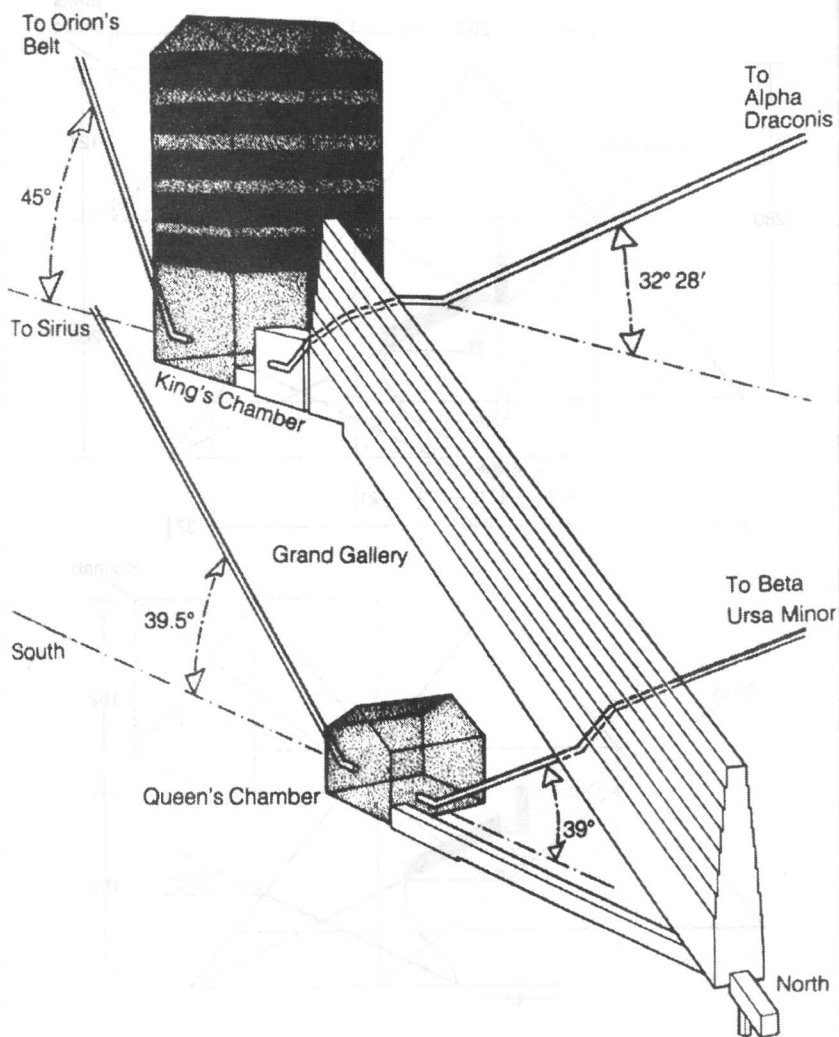 To Orion's
Belt
To
Alpha
Draconis
45°
32° 28′
To Sirius
King's Chamber
Grand Gallery
To Beta
Ursa Minor
39.5°
South
Queen's Chamber
39°
North